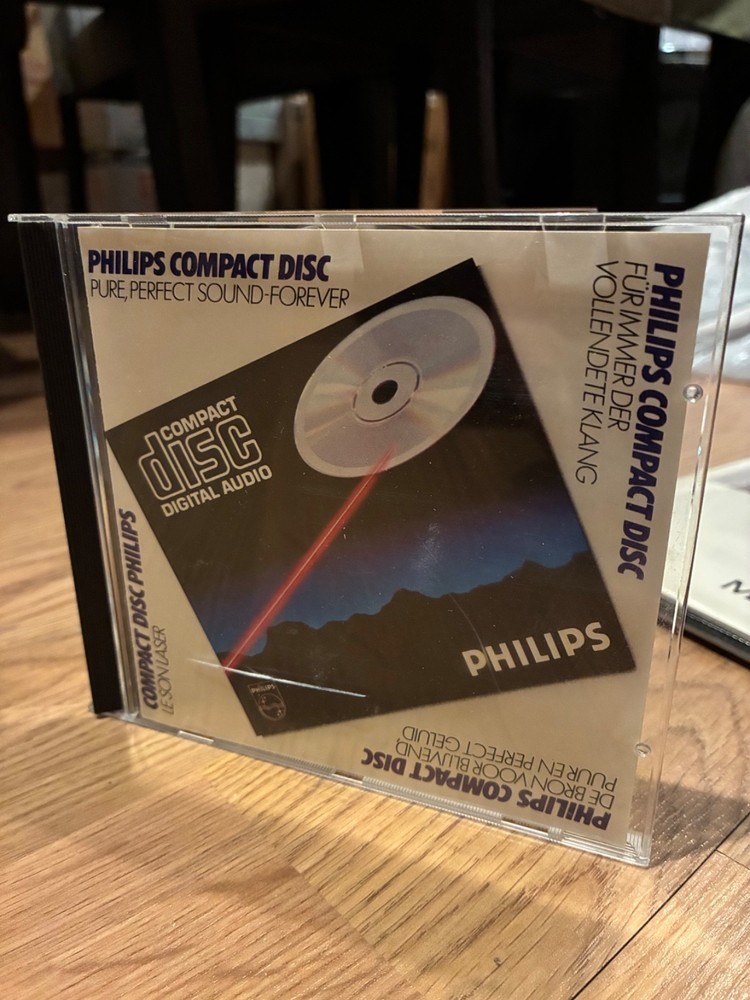 PHILIPS COMPACT DISC
PURE, PERFECT SOUND-FOREVER
PHILIPS COMPACT DISC
FÜR IMMER DER
VOLLENDETE KLANG
COMPACT
disc
DIGITAL AUDIO
PHILIPS
PHILIPS
COMPACT DISC PHILIPS
LE SON LASER
PHILIPS COMPACT DISC
DE BRON VOOR BLIJVEND,
PUUR EN PERFECT GELUID